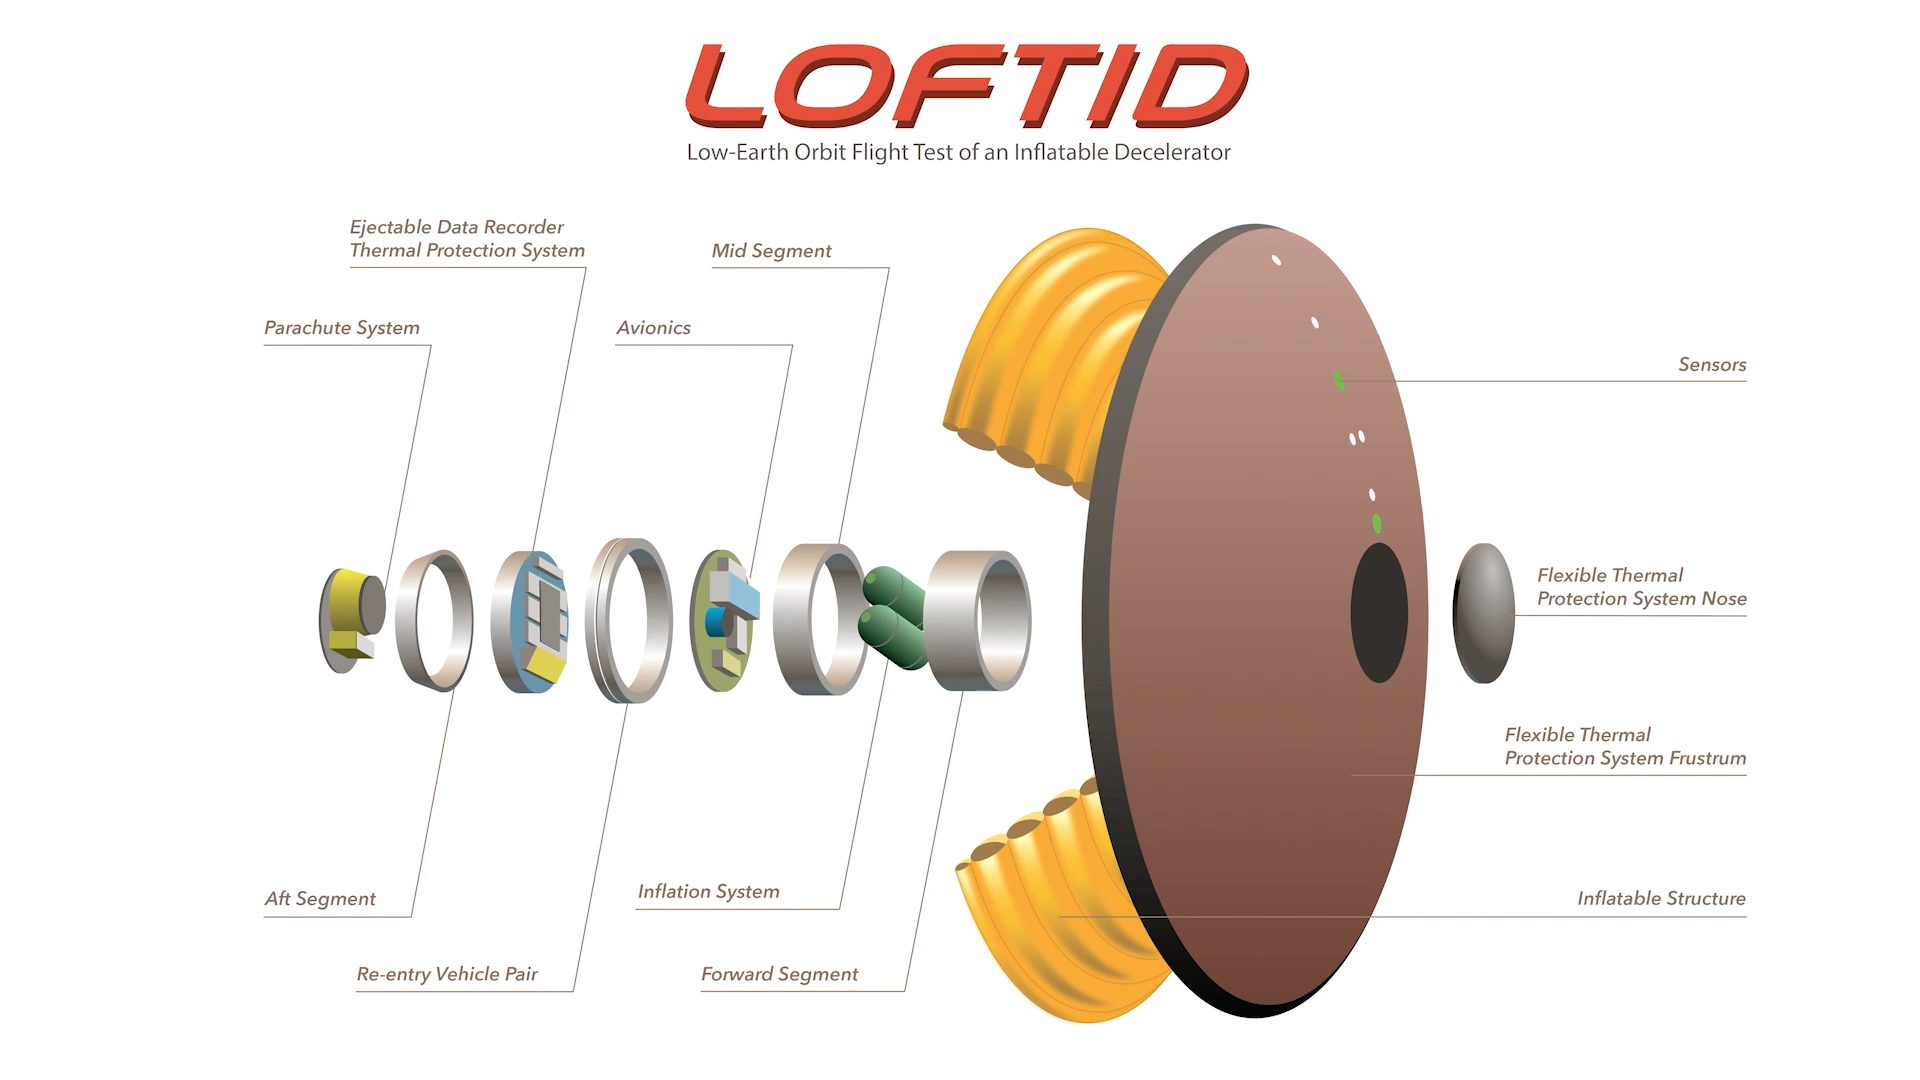 LOFTID
Low-Earth Orbit Flight Test of an Inflatable Decelerator
Ejectable Data Recorder
Thermal Protection System
Mid Segment
Parachute System
Avionics
Sensors
Flexible Thermal
Protection System Nose
Flexible Thermal
Protection System Frustrum
Aft Segment
Inflation System
Inflatable Structure
Re-entry Vehicle Pair
Forward Segment